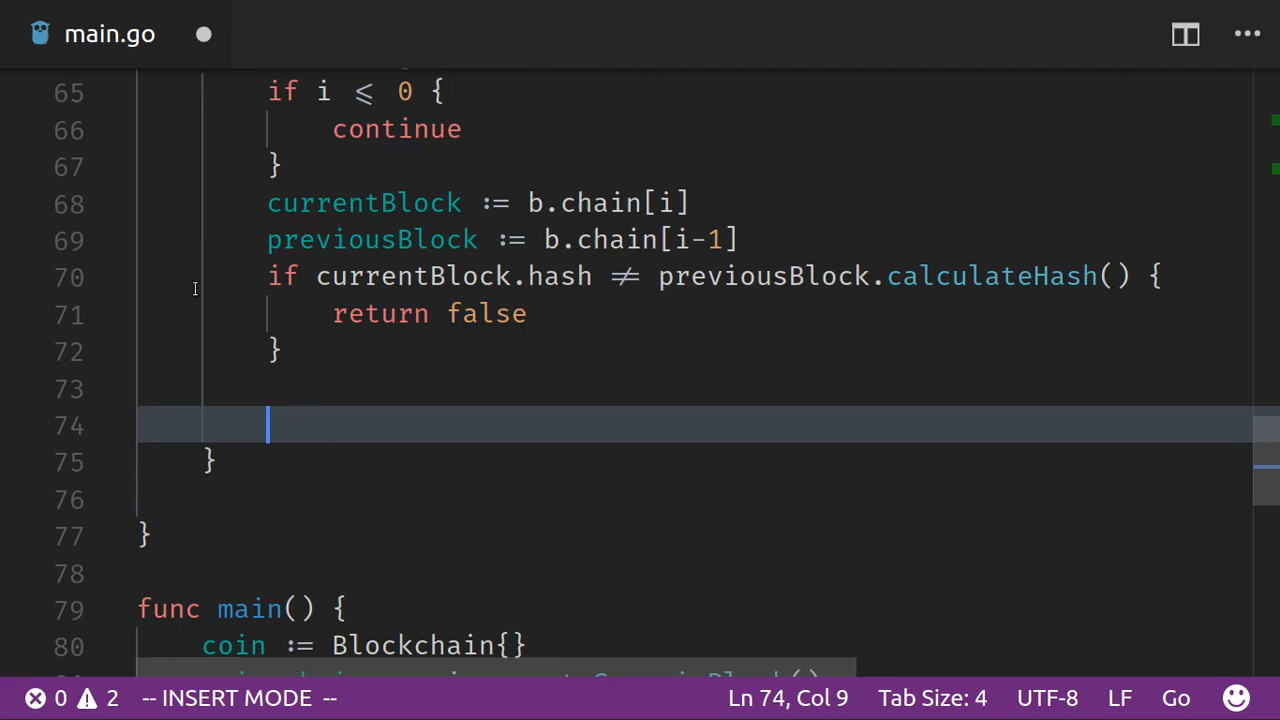 main.go
65 if i <= 0 {
66 continue
67 }
68 currentBlock := b.chain[i]
69 previousBlock := b.chain[i-1]
70 if currentBlock.hash != previousBlock.calculateHash() {
71 return false
72 }
73
74
75 }
76
77 }
78
79 func main() {
80 coin := Blockchain{}
0 2 -- INSERT MODE -- Ln 74, Col 9 Tab Size: 4 UTF-8 LF Go